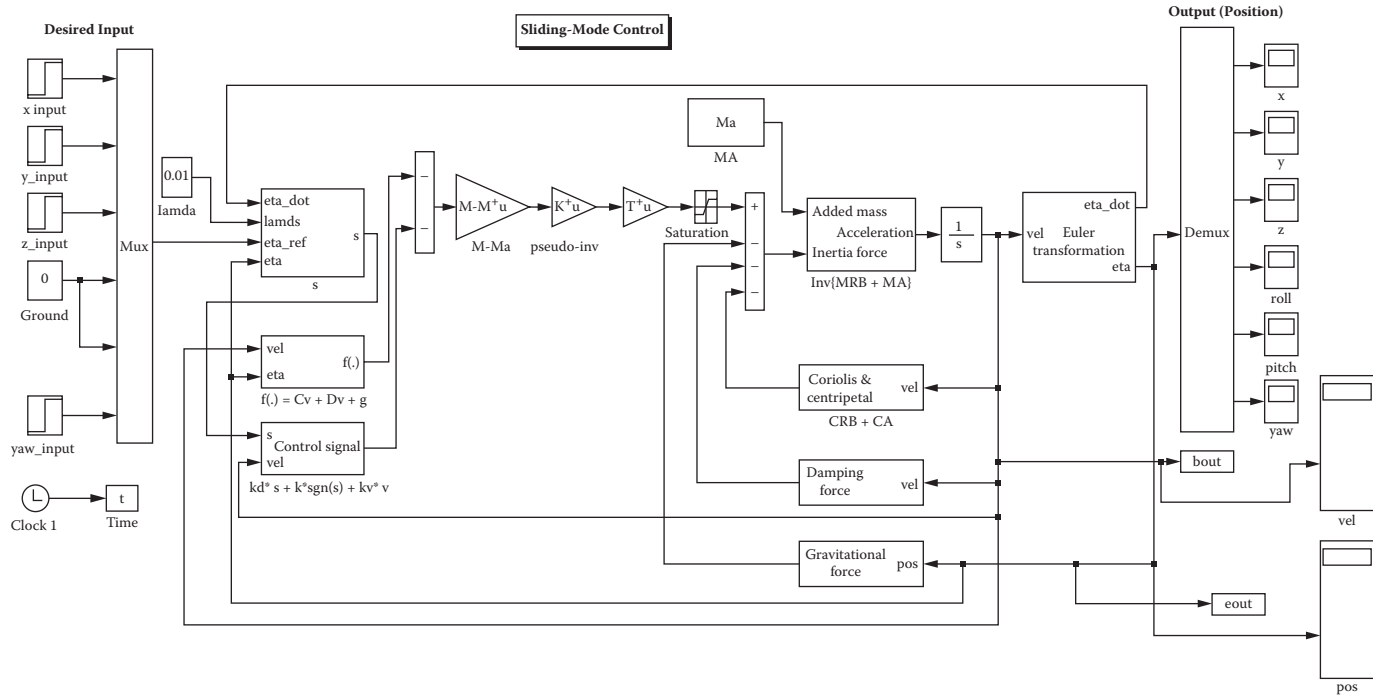 Desired Input
Sliding-Mode Control
Output (Position)
x input
y_input
z_input
0
Ground
yaw_input
Mux
0.01
Iamda
eta_dot
lamds
eta_ref
eta
s
s
vel
eta
f(.)
f(.) = Cv + Dv + g
s
Control signal
vel
kd* s + k*sgn(s) + kv* v
Clock 1
t
Time
−
−
M-M+u
M-Ma
K+u
pseudo-inv
T+u
Saturation
Ma
MA
+
−
−
−
Added mass
Acceleration
Inertia force
Inv{MRB + MA}
1
s
vel
Euler
transformation
eta_dot
eta
Coriolis &
centripetal
vel
CRB + CA
Damping
force
vel
Gravitational
force
pos
Demux
x
y
z
roll
pitch
yaw
bout
vel
eout
pos